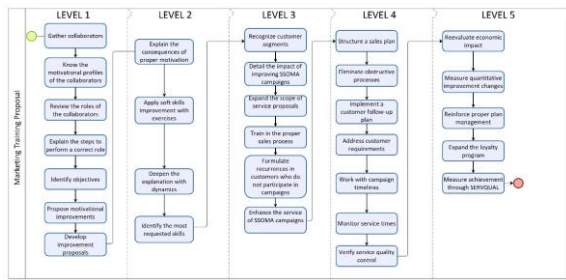 LEVEL 1
LEVEL 2
LEVEL 3
LEVEL 4
LEVEL 5
Marketing Training Proposal
Gather collaborators
Know the
motivational profiles
of the collaborators
Review the roles of
the collaborators
Explain the steps to
perform a correct role
Identify objectives
Propose motivational
improvements
Develop
improvement
proposals
Explain the
consequences of
proper motivation
Apply soft skills
improvement with
exercises
Deepen the
explanation with
dynamics
Identify the most
requested skills
Recognize customer
segments
Detail the impact of
improving SSOMA
campaigns
Expand the scope of
service proposals
Train in the proper
sales process
Formulate
recurrences in
customers who do
not participate in
campaigns
Enhance the service
of SSOMA campaigns
Structure a sales plan
Eliminate obstructive
processes
Implement a
customer follow-up
plan
Address customer
requirements
Work with campaign
timelines
Monitor service times
Verify service quality
control
Reevaluate economic
impact
Measure quantitative
improvement changes
Reinforce proper plan
management
Expand the loyalty
program
Measure achievement
through SERVQUAL